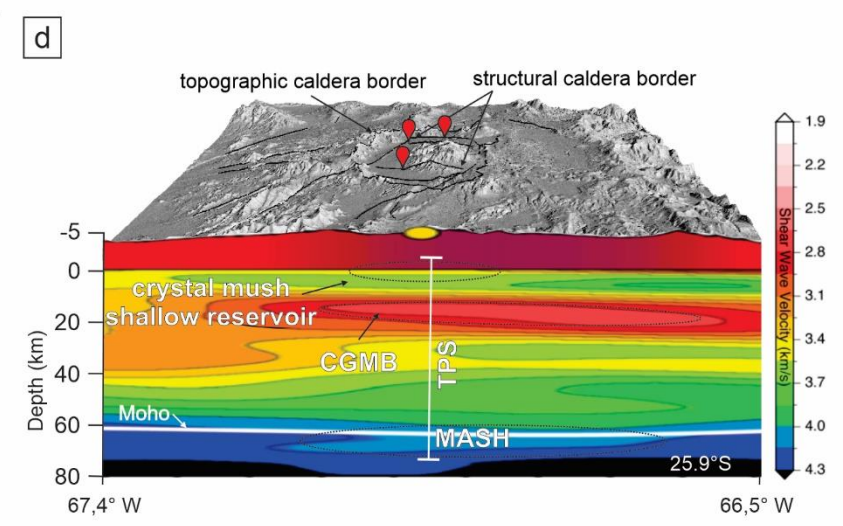 d
topographic caldera border
structural caldera border
-5
0
20
40
60
80
Depth (km)
crystal mush
shallow reservoir
CGMB
TPS
Moho
MASH
25.9°S
67,4° W
66,5° W
1.9
2.2
2.5
2.8
3.1
3.4
3.7
4.0
4.3
Shear Wave Velocity (km/s)